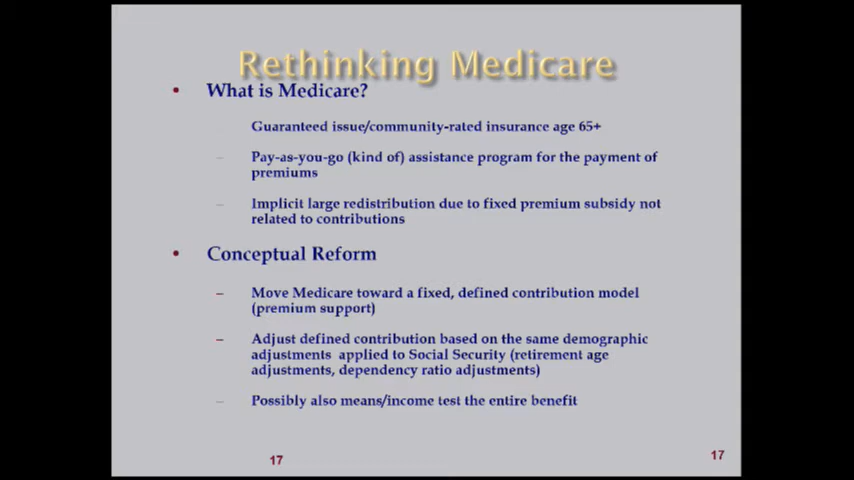 Rethinking Medicare
• What is Medicare?
– Guaranteed issue/community-rated insurance age 65+
– Pay-as-you-go (kind of) assistance program for the payment of
premiums
– Implicit large redistribution due to fixed premium subsidy not
related to contributions
• Conceptual Reform
– Move Medicare toward a fixed, defined contribution model
(premium support)
– Adjust defined contribution based on the same demographic
adjustments applied to Social Security (retirement age
adjustments, dependency ratio adjustments)
– Possibly also means/income test the entire benefit
17
17